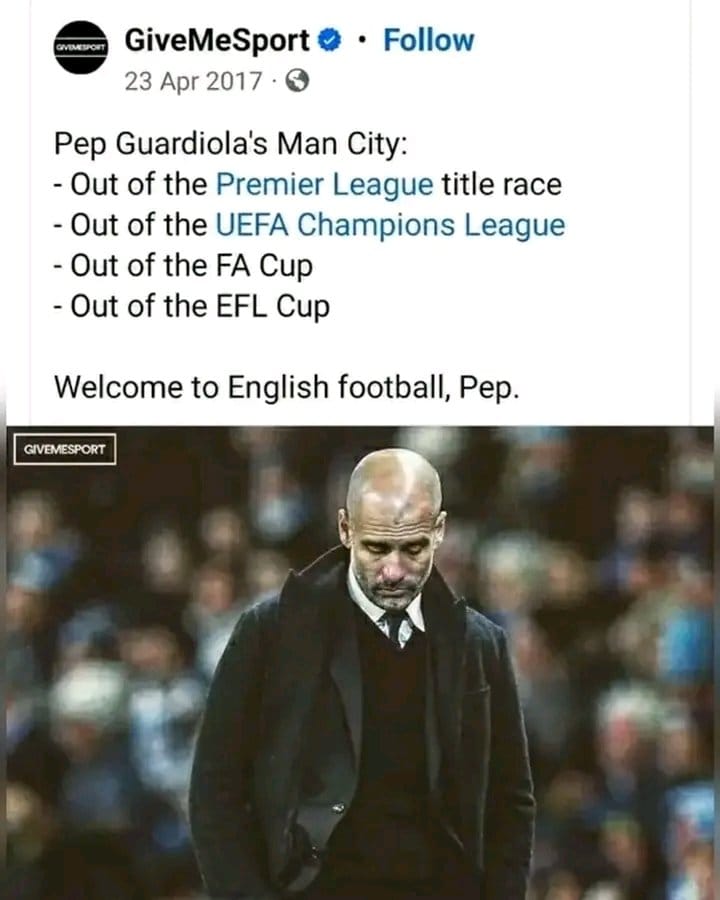 GIVEMESPORT
GiveMeSport • Follow
23 Apr 2017 ·
Pep Guardiola's Man City:
- Out of the Premier League title race
- Out of the UEFA Champions League
- Out of the FA Cup
- Out of the EFL Cup
Welcome to English football, Pep.
GIVEMESPORT